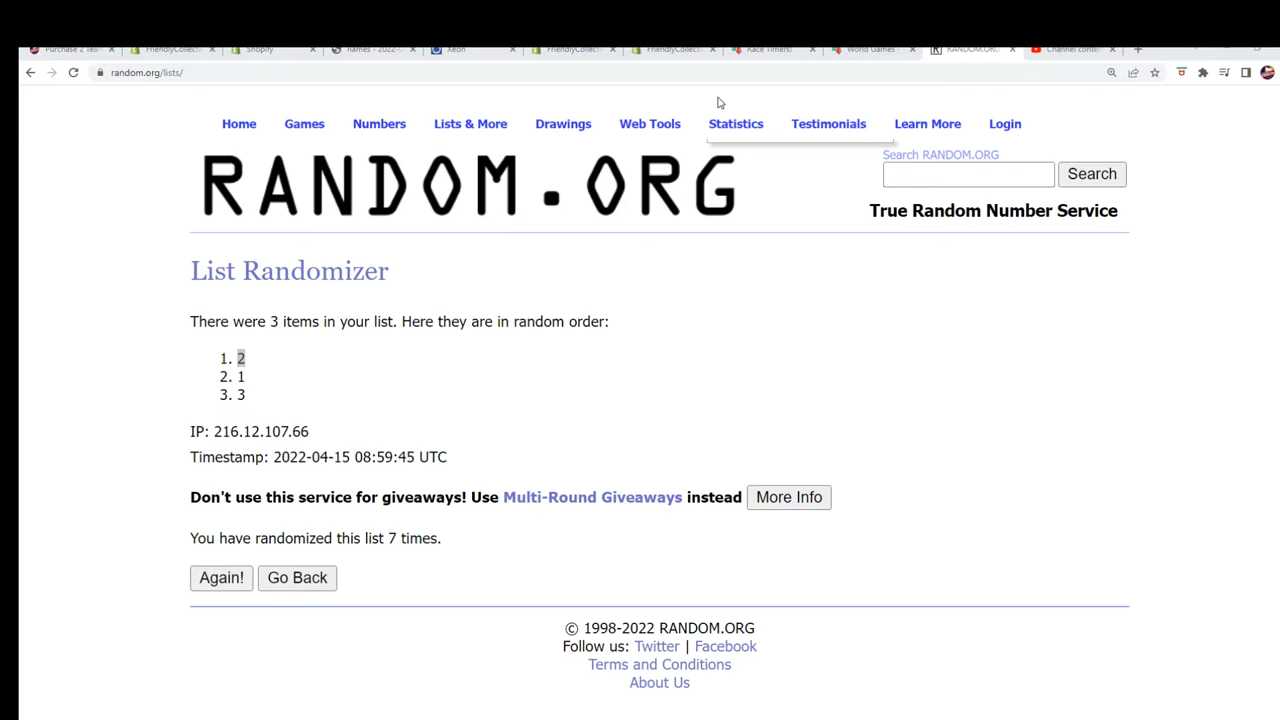 Purchase Z Tea
FriendlyCollect
Shopify
names - 2022-0
Xeon
FriendlyCollect
FriendlyCollect
Race Timers!
World Games -
RANDOM.ORG
Channel conte
random.org/lists/
Home Games Numbers Lists & More Drawings Web Tools Statistics Testimonials Learn More Login
RANDOM.ORG
Search RANDOM.ORG
Search
True Random Number Service
List Randomizer
There were 3 items in your list. Here they are in random order:
1. 2
2. 1
3. 3
IP: 216.12.107.66
Timestamp: 2022-04-15 08:59:45 UTC
Don't use this service for giveaways! Use Multi-Round Giveaways instead More Info
You have randomized this list 7 times.
Again! Go Back
© 1998-2022 RANDOM.ORG
Follow us: Twitter | Facebook
Terms and Conditions
About Us